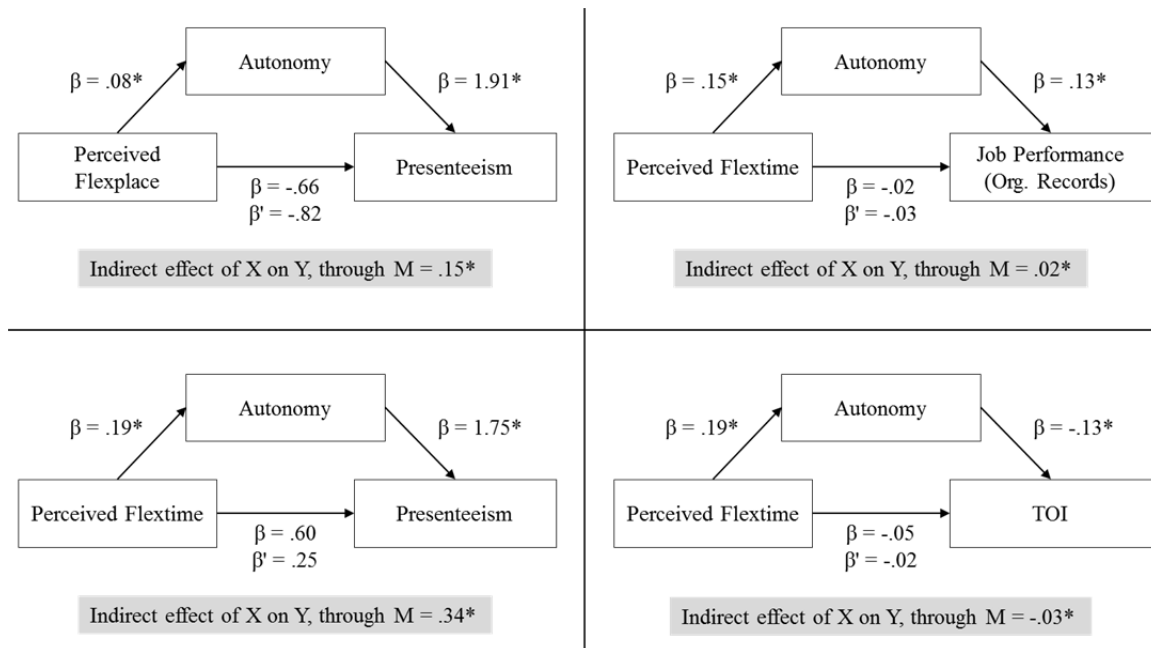 Autonomy
β = .08*
β = 1.91*
Perceived
Flexplace
Presenteeism
β = -.66
β' = -.82
Indirect effect of X on Y, through M = .15*
Autonomy
β = .15*
β = .13*
Perceived Flextime
Job Performance
(Org. Records)
β = -.02
β' = -.03
Indirect effect of X on Y, through M = .02*
Autonomy
β = .19*
β = 1.75*
Perceived Flextime
Presenteeism
β = .60
β' = .25
Indirect effect of X on Y, through M = .34*
Autonomy
β = .19*
β = -.13*
Perceived Flextime
TOI
β = -.05
β' = -.02
Indirect effect of X on Y, through M = -.03*